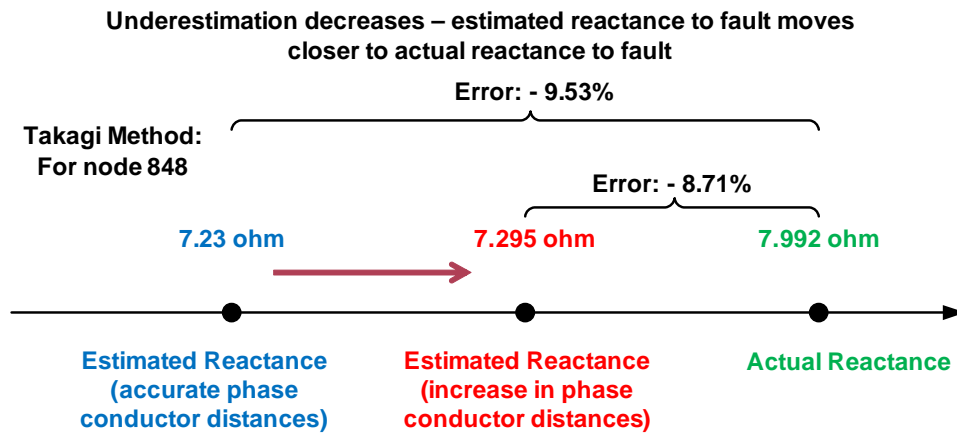 Underestimation decreases – estimated reactance to fault moves
closer to actual reactance to fault
Error: - 9.53%
Takagi Method:
For node 848
Error: - 8.71%
7.23 ohm
7.295 ohm
7.992 ohm
Estimated Reactance
(accurate phase
conductor distances)
Estimated Reactance
(increase in phase
conductor distances)
Actual Reactance